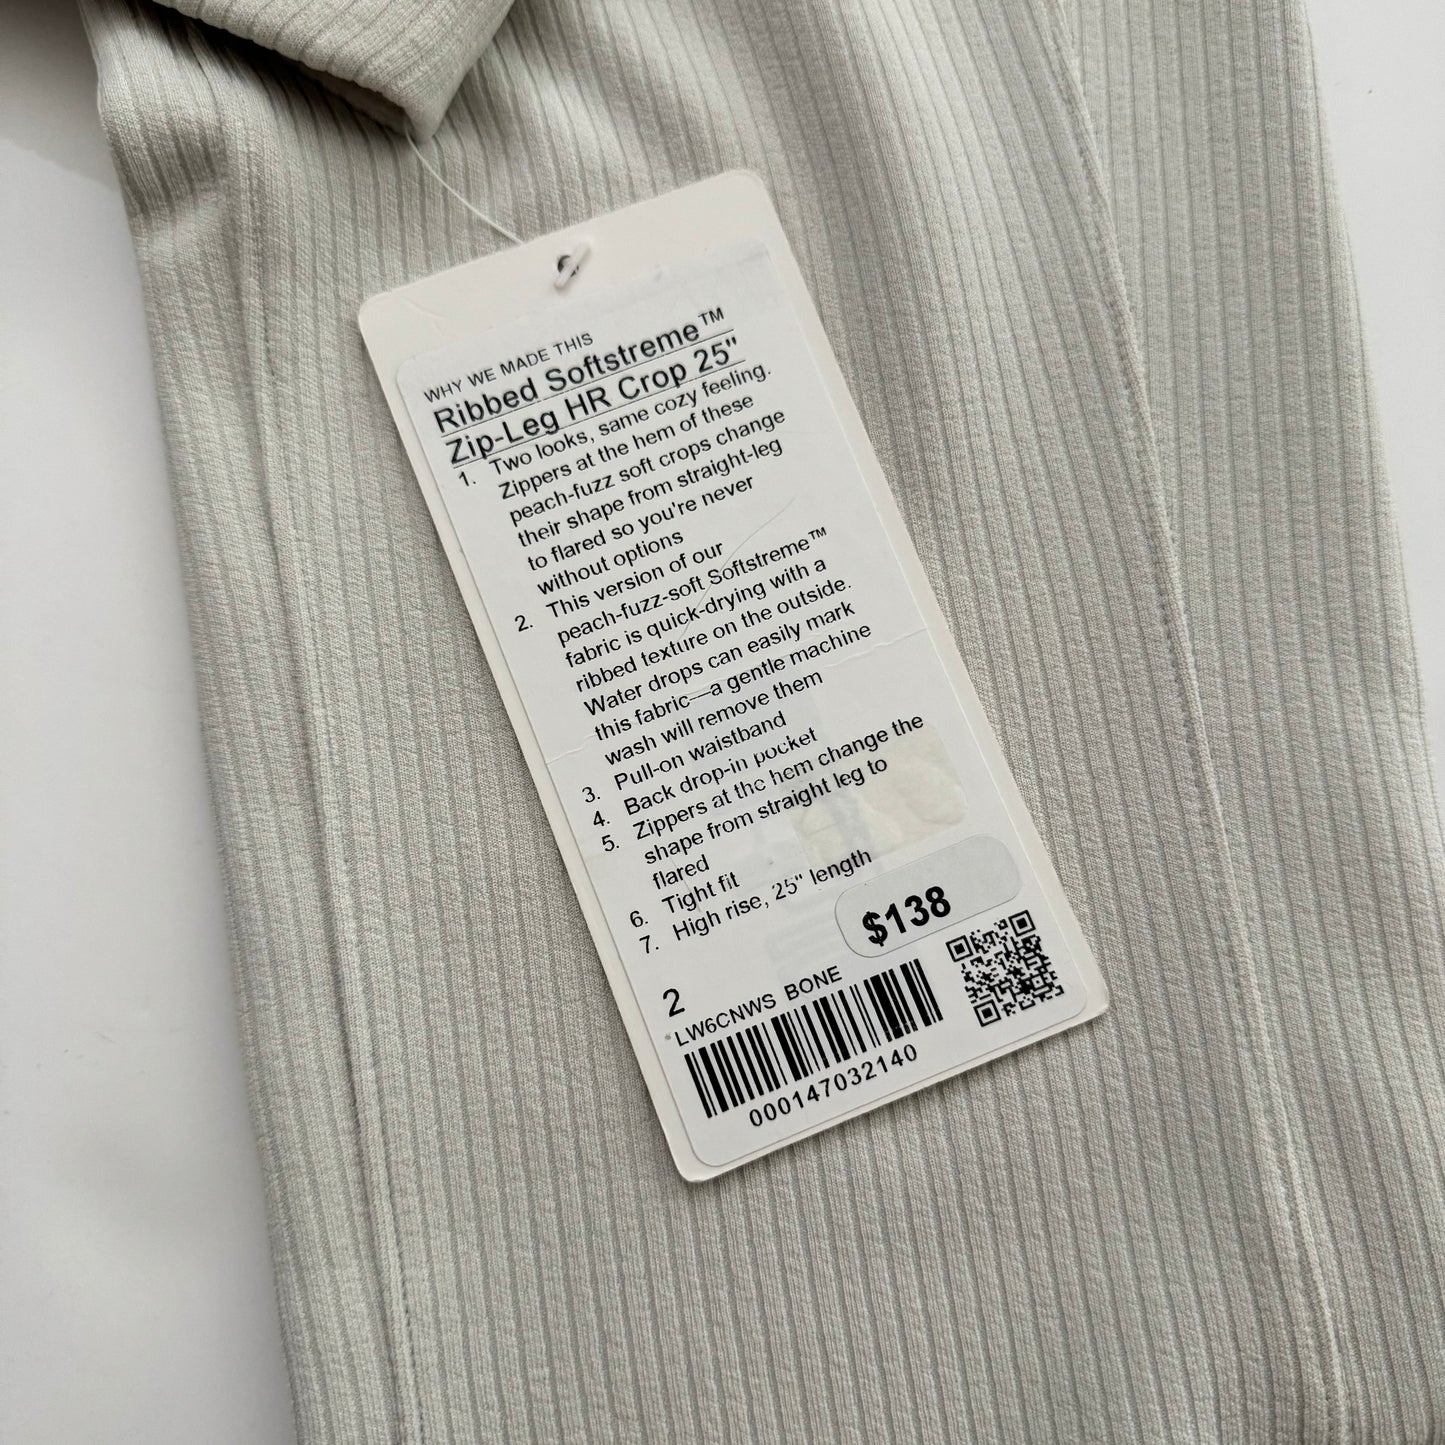 WHY WE MADE THIS
Ribbed Softstreme™
Zip-Leg HR Crop 25"
1. Two looks, same cozy feeling.
Zippers at the hem of these
peach-fuzz soft crops change
their shape from straight-leg
to flared so you're never
without options
2. This version of our
peach-fuzz-soft Softstreme™
fabric is quick-drying with a
ribbed texture on the outside.
Water drops can easily mark
this fabric—a gentle machine
wash will remove them
3. Pull-on waistband
4. Back drop-in pocket
5. Zippers at the hem change the
shape from straight leg to
flared
6. Tight fit
7. High rise, 25" length
$138
2
*LW6CNWS BONE
000147032140